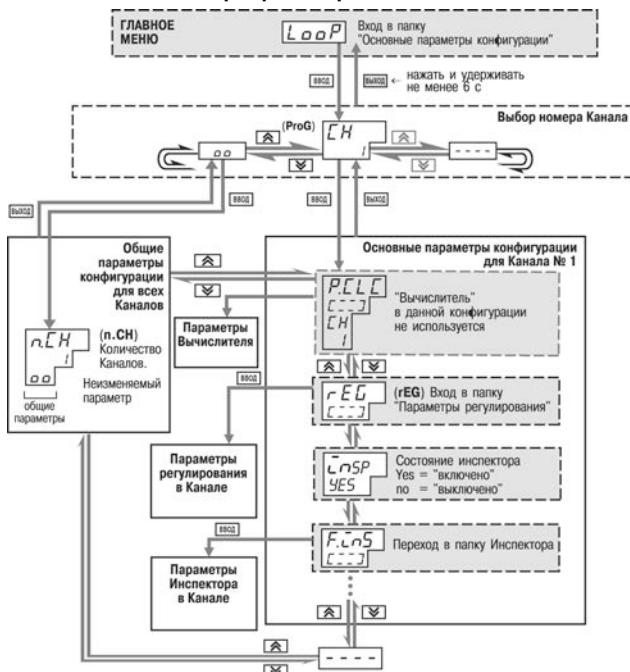 ГЛАВНОЕ
МЕНЮ
LooP
Вход в папку
"Основные параметры конфигурации"
ввод
выход
нажать и удерживать
не менее 6 с
Выбор номера Канала
(ProG)
CH
1
oo
- - - -
выход
ввод
ввод
выход
Общие
параметры
конфигурации
для всех
Каналов
n.CH
1
oo
(n.CH)
Количество
Каналов.
Неизменяемый
параметр
общие
параметры
Основные параметры конфигурации
для Канала № 1
P.CLC
[---]
CH
1
"Вычислитель"
в данной конфигурации
не используется
Параметры
Вычислителя
ввод
rEG
[---]
(rEG) Вход в папку
"Параметры регулирования"
Параметры
регулирования
в Канале
inSP
YES
Состояние инспектора
Yes = "включено"
no = "выключено"
ввод
F.inS
[---]
Переход в папку Инспектора
Параметры
Инспектора
в Канале
- - - -